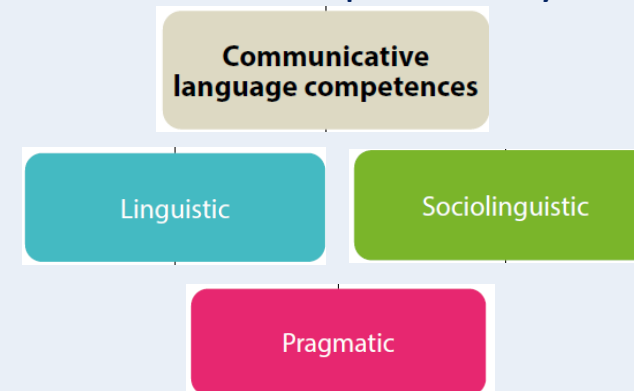 Communicative
language competences
Linguistic
Sociolinguistic
Pragmatic